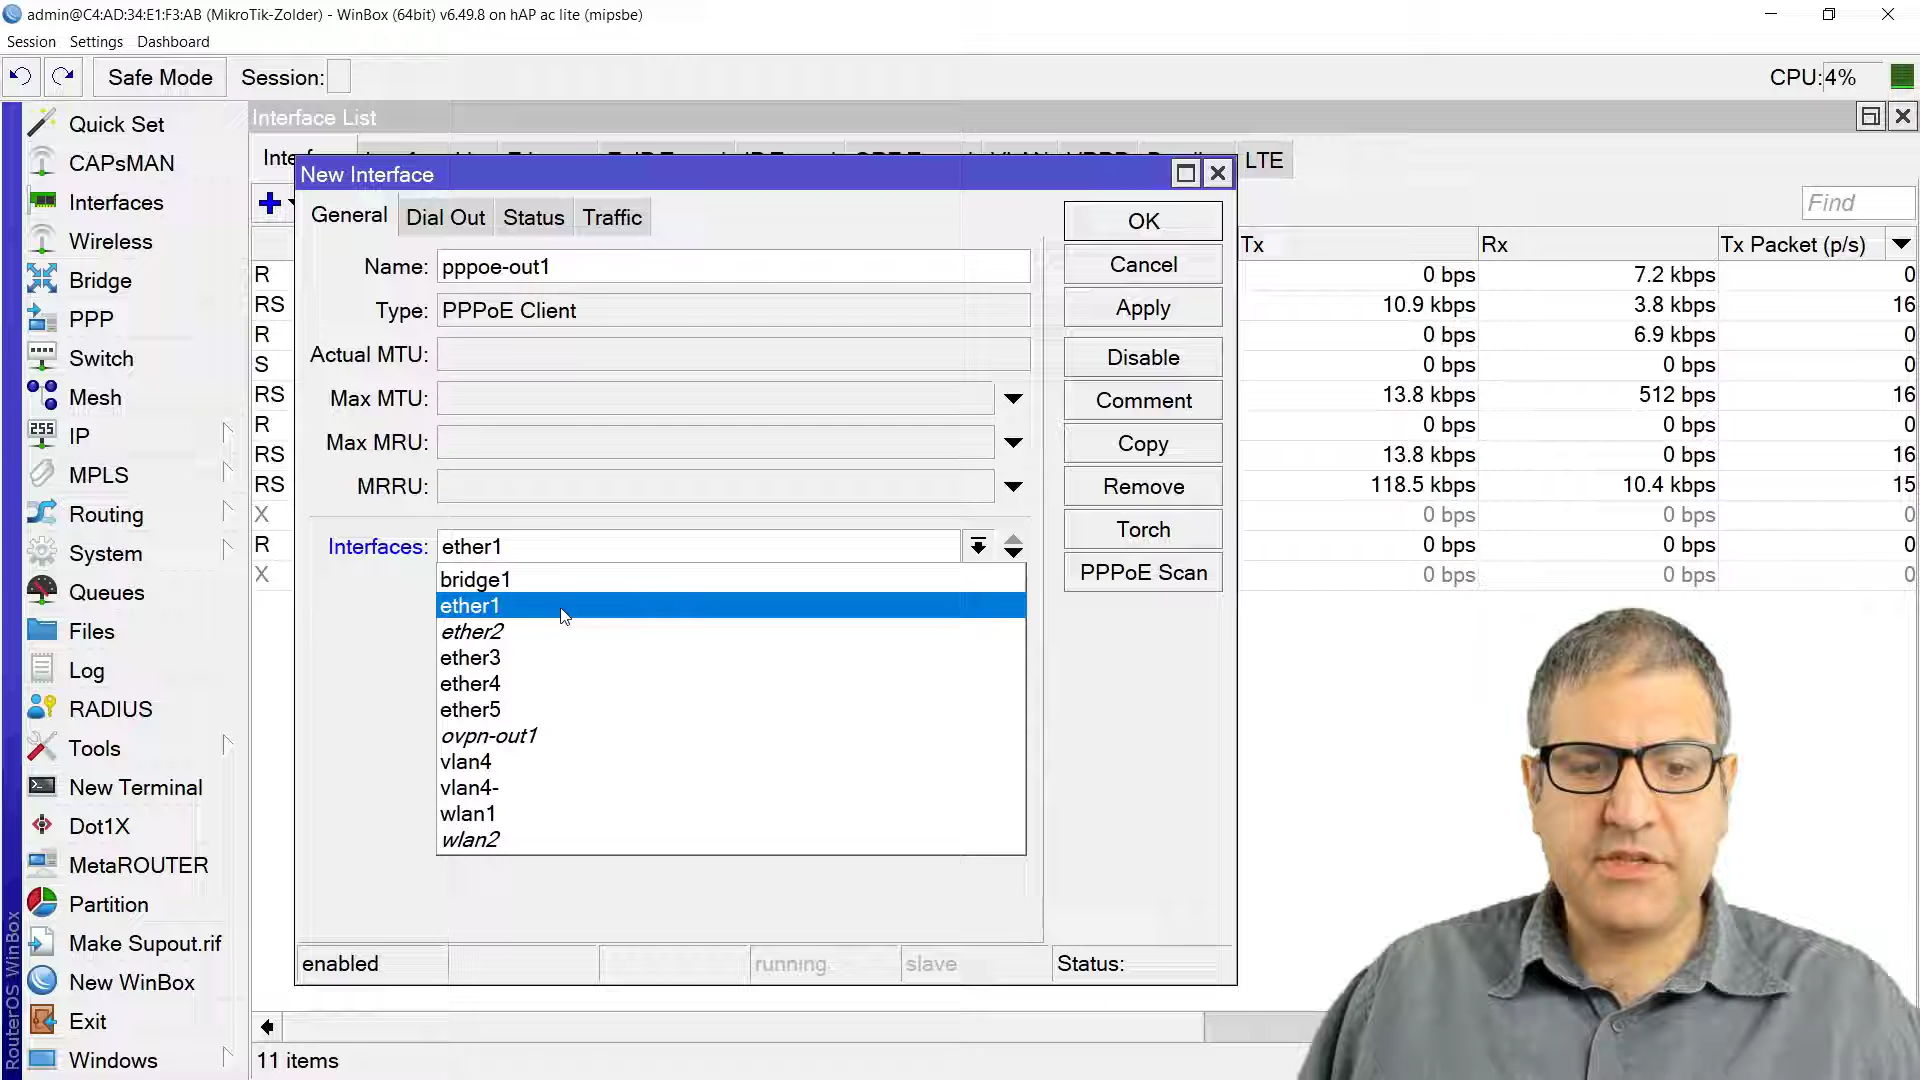 admin@C4:AD:34:E1:F3:AB (MikroTik-Zolder) - WinBox (64bit) v6.49.8 on hAP ac lite (mipsbe)
Session Settings Dashboard
Safe Mode Session: CPU: 4%
Quick Set
CAPsMAN
Interfaces
Wireless
Bridge
PPP
Switch
Mesh
IP
MPLS
Routing
System
Queues
Files
Log
RADIUS
Tools
New Terminal
Dot1X
MetaROUTER
Partition
Make Supout.rif
New WinBox
Exit
Windows
RouterOS WinBox
Interface List
LTE
Find
New Interface
General Dial Out Status Traffic
Name: pppoe-out1
Type: PPPoE Client
Actual MTU:
Max MTU:
Max MRU:
MRRU:
Interfaces: ether1
bridge1
ether1
ether2
ether3
ether4
ether5
ovpn-out1
vlan4
vlan4-
wlan1
wlan2
enabled running slave Status:
OK
Cancel
Apply
Disable
Comment
Copy
Remove
Torch
PPPoE Scan
Tx Rx Tx Packet (p/s)
R 0 bps 7.2 kbps 0
RS 10.9 kbps 3.8 kbps 16
R 0 bps 6.9 kbps 0
S 0 bps 0 bps 0
RS 13.8 kbps 512 bps 16
R 0 bps 0 bps 0
RS 13.8 kbps 0 bps 16
RS 118.5 kbps 10.4 kbps 15
X 0 bps 0 bps 0
R 0 bps 0 bps 0
X 0 bps 0 bps 0
11 items